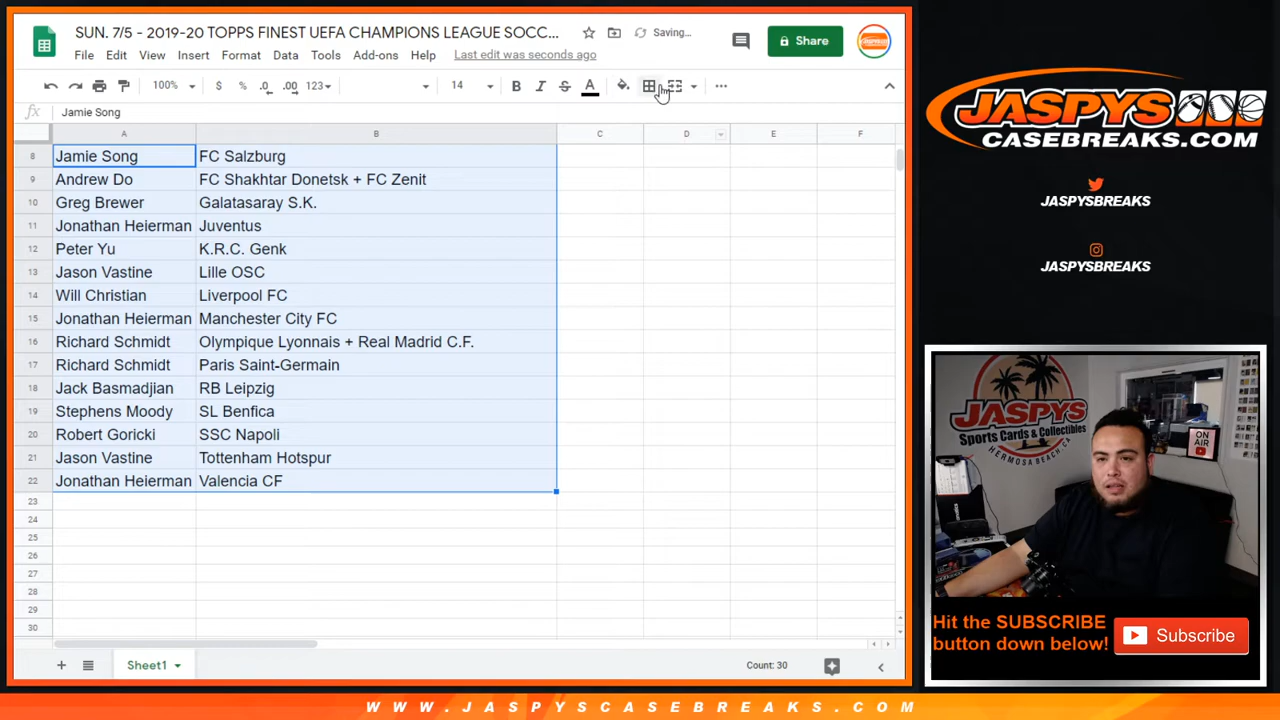 SUN. 7/5 - 2019-20 TOPPS FINEST UEFA CHAMPIONS LEAGUE SOCC... Saving...
File Edit View Insert Format Data Tools Add-ons Help Last edit was seconds ago
Share
100% $ % .0 .00 123 14 B I S A
fx Jamie Song
A B C D E F
8 Jamie Song FC Salzburg
9 Andrew Do FC Shakhtar Donetsk + FC Zenit
10 Greg Brewer Galatasaray S.K.
11 Jonathan Heierman Juventus
12 Peter Yu K.R.C. Genk
13 Jason Vastine Lille OSC
14 Will Christian Liverpool FC
15 Jonathan Heierman Manchester City FC
16 Richard Schmidt Olympique Lyonnais + Real Madrid C.F.
17 Richard Schmidt Paris Saint-Germain
18 Jack Basmadjian RB Leipzig
19 Stephens Moody SL Benfica
20 Robert Goricki SSC Napoli
21 Jason Vastine Tottenham Hotspur
22 Jonathan Heierman Valencia CF
23
24
25
26
27
28
29
30
Sheet1 Count: 30
JASPYS
CASEBREAKS.COM
JASPYSBREAKS
JASPYSBREAKS
JASPYS
Sports Cards & Collectibles
HERMOSA BEACH, CA
ON AIR
Hit the SUBSCRIBE
button down below!
Subscribe
WWW.JASPYSCASEBREAKS.COM